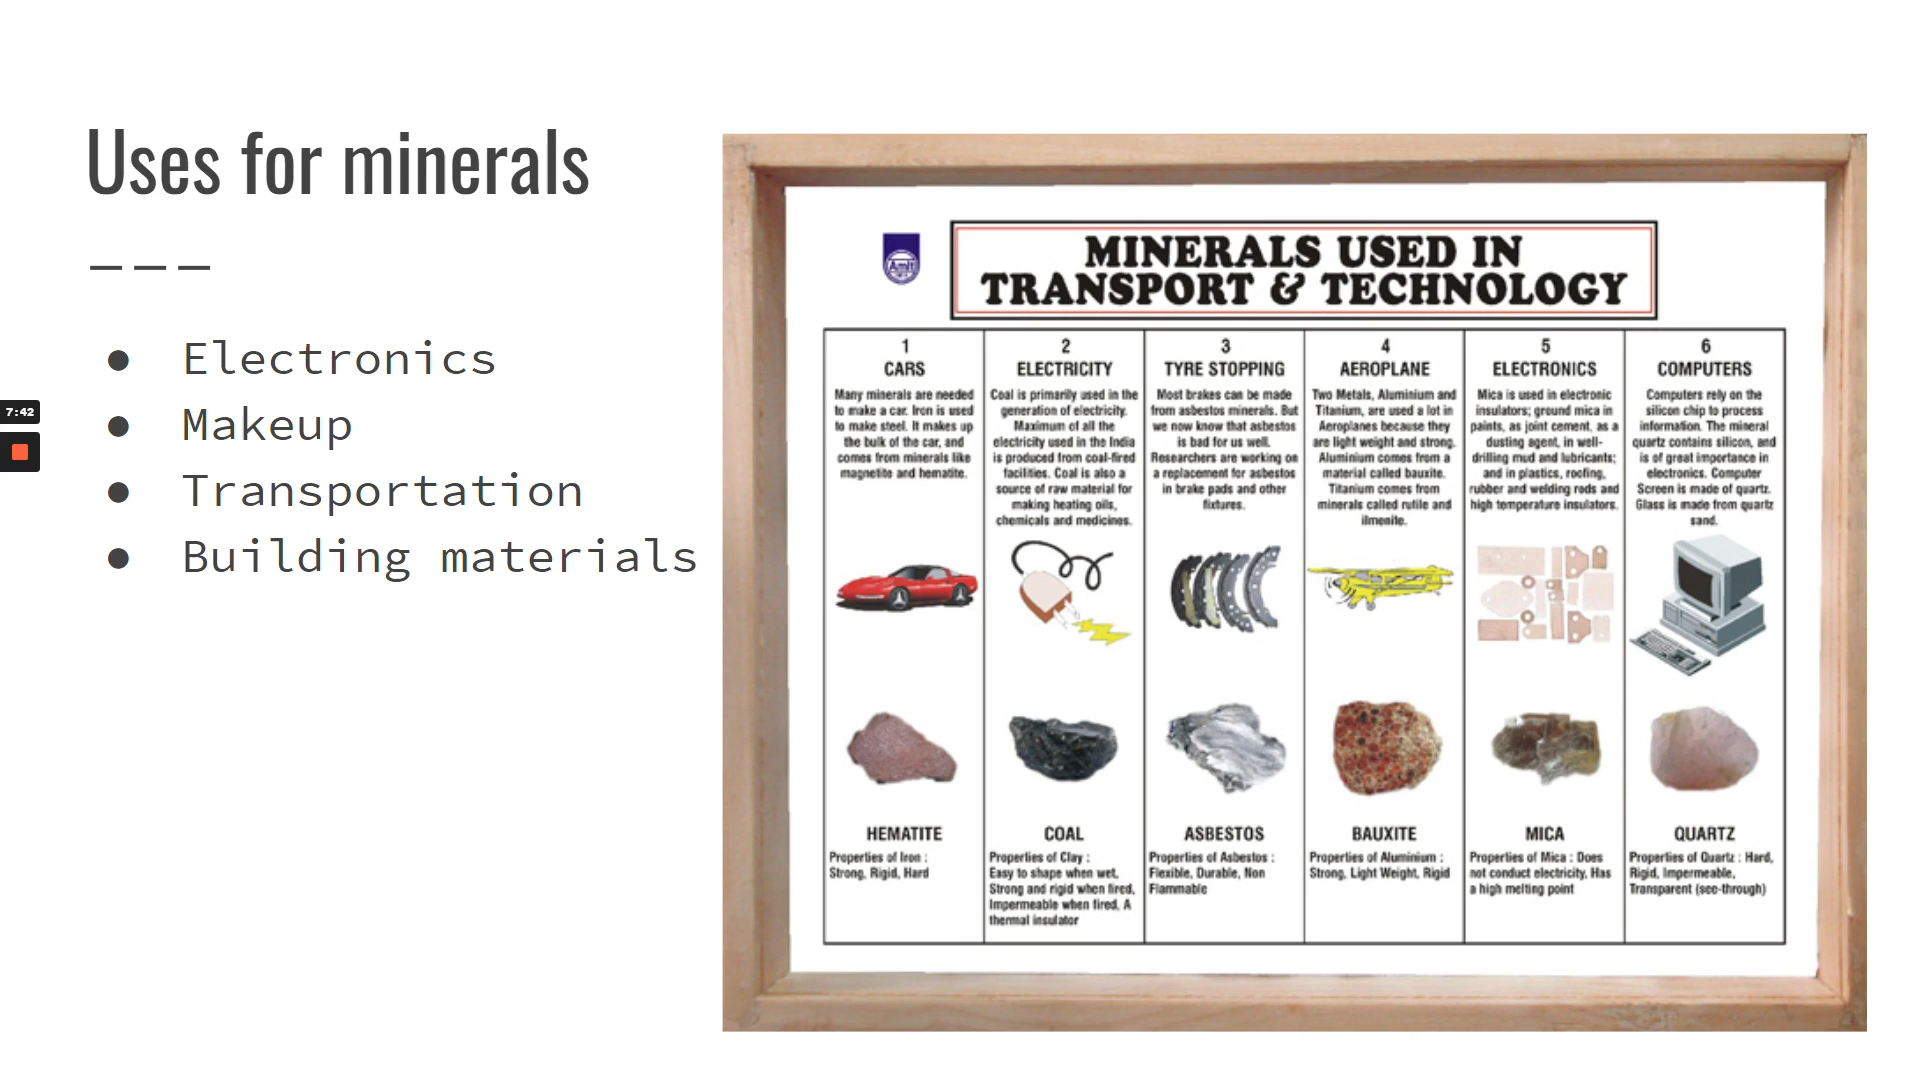 Uses for minerals
Electronics
Makeup
Transportation
Building materials
7:42
Amit
MINERALS USED IN
TRANSPORT & TECHNOLOGY
1
CARS
Many minerals are needed
to make a car. Iron is used
to make steel. It makes up
the bulk of the car, and
comes from minerals like
magnetite and hematite.
HEMATITE
Properties of Iron :
Strong, Rigid, Hard
2
ELECTRICITY
Coal is primarily used in the
generation of electricity.
Maximum of all the
electricity used in the India
is produced from coal-fired
facilities. Coal is also a
source of raw material for
making heating oils,
chemicals and medicines.
COAL
Properties of Clay :
Easy to shape when wet,
Strong and rigid when fired,
Impermeable when fired, A
thermal insulator
3
TYRE STOPPING
Most brakes can be made
from asbestos minerals. But
we now know that asbestos
is bad for us well.
Researchers are working on
a replacement for asbestos
in brake pads and other
fixtures.
ASBESTOS
Properties of Asbestos :
Flexible, Durable, Non
Flammable
4
AEROPLANE
Two Metals, Aluminium and
Titanium, are used a lot in
Aeroplanes because they
are light weight and strong.
Aluminium comes from a
material called bauxite.
Titanium comes from
minerals called rutile and
ilmenite.
BAUXITE
Properties of Aluminium :
Strong, Light Weight, Rigid
5
ELECTRONICS
Mica is used in electronic
insulators; ground mica in
paints, as joint cement, as a
dusting agent, in well-
drilling mud and lubricants;
and in plastics, roofing,
rubber and welding rods and
high temperature insulators.
MICA
Properties of Mica : Does
not conduct electricity, Has
a high melting point
6
COMPUTERS
Computers rely on the
silicon chip to process
information. The mineral
quartz contains silicon, and
is of great importance in
electronics. Computer
Screen is made of quartz.
Glass is made from quartz
sand.
QUARTZ
Properties of Quartz : Hard,
Rigid, Impermeable,
Transparent (see-through)